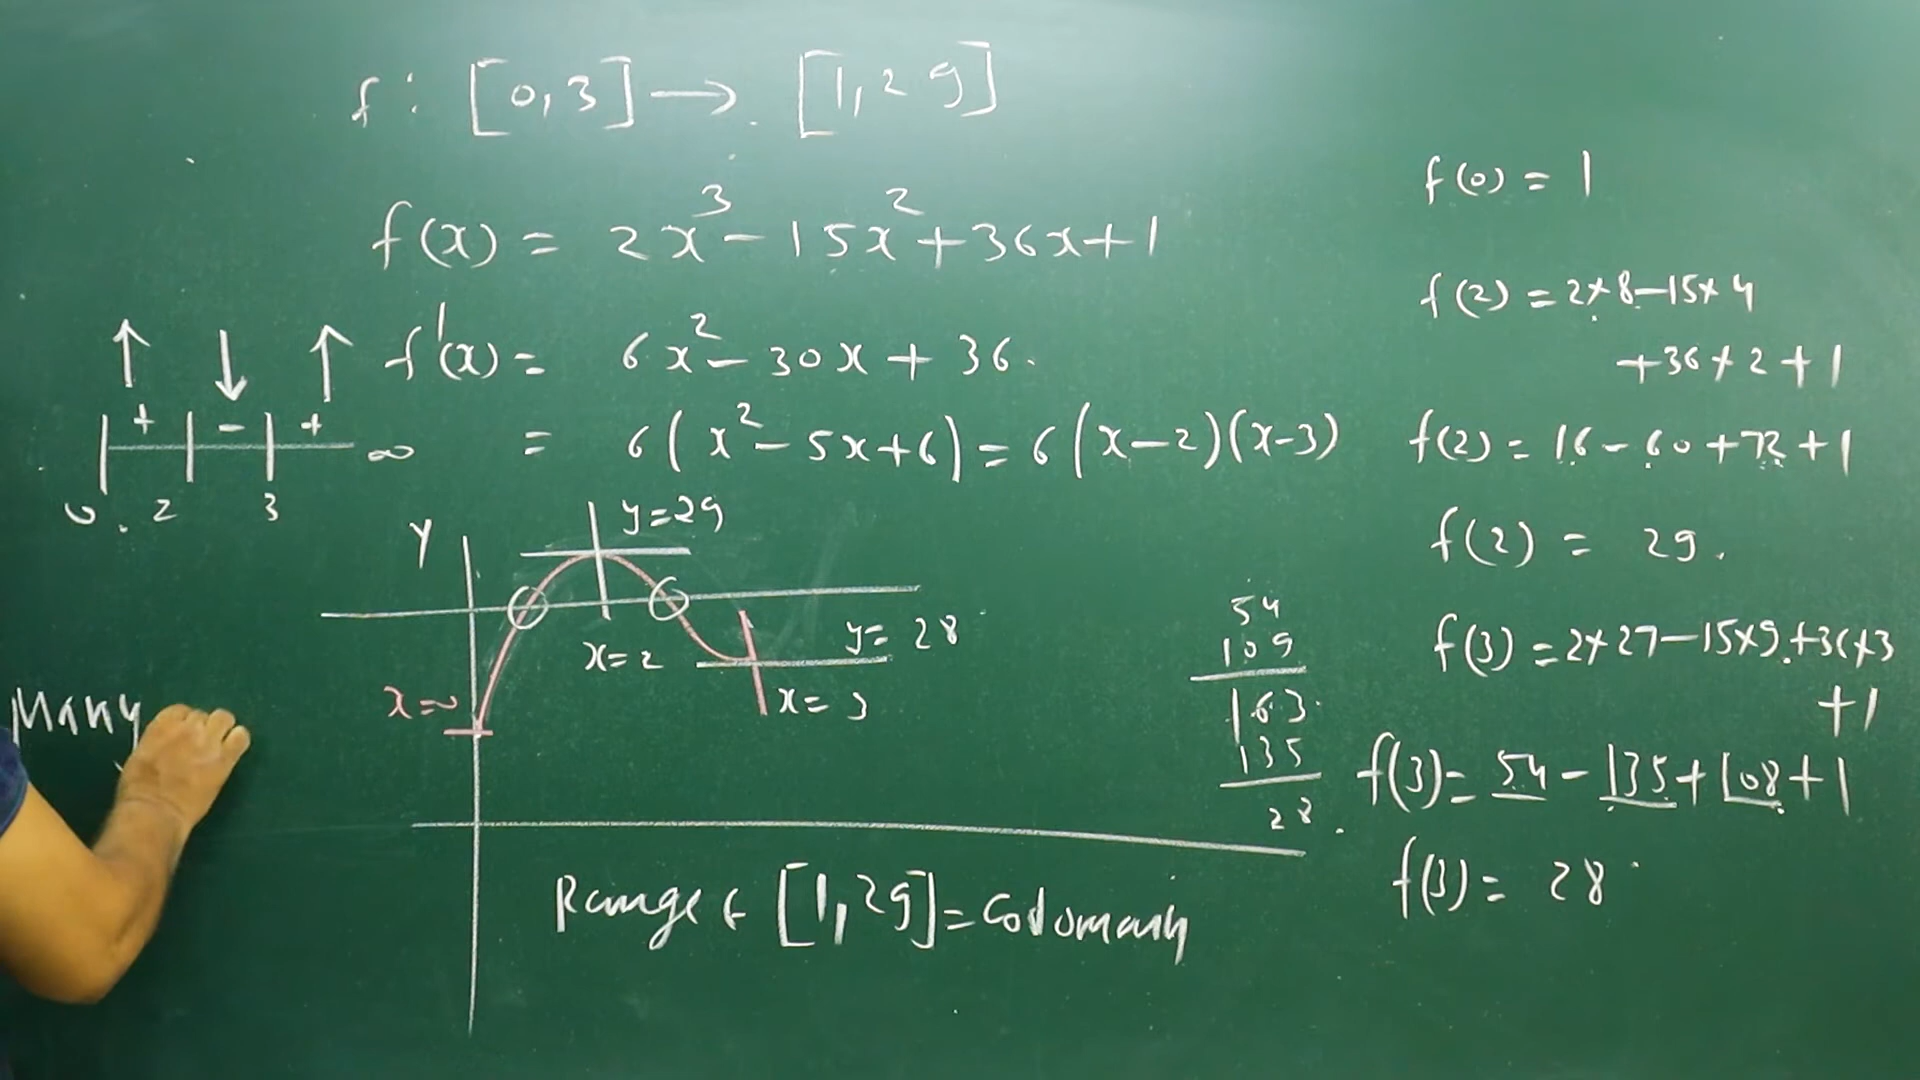 f : [0,3] → [1,29]
f(x) = 2x³ - 15x² + 36x + 1
f'(x) = 6x² - 30x + 36.
= 6(x² - 5x + 6) = 6(x-2)(x-3)
↑ ↓ ↑
+ - +
0 2 3 ∞
Y
y=29
x=2
y=28
x=0
x=3
Many
Range ∈ [1,29] = Codomain
54
109
163
135
28
f(0) = 1
f(2) = 2×8-15×4
+36×2+1
f(2) = 16-60+72+1
f(2) = 29.
f(3) = 2×27-15×9+36×3
+1
f(3) = 54-135+108+1
f(3) = 28